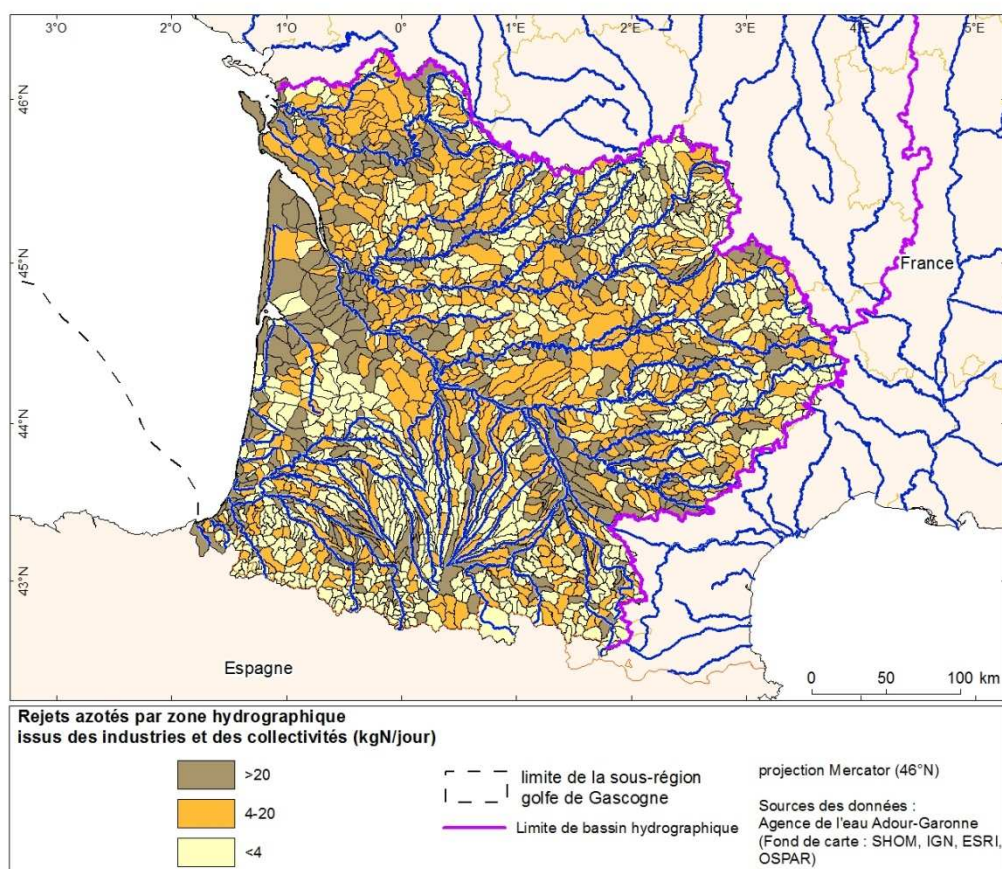 3°O 2°O 1°O 0° 1°E 2°E 3°E 4°E 5°E
46°N
45°N
France
44°N
43°N
Espagne
0 50 100 km
Rejets azotés par zone hydrographique
issus des industries et des collectivités (kgN/jour)
>20
4-20
<4
limite de la sous-région
golfe de Gascogne
Limite de bassin hydrographique
projection Mercator (46°N)
Sources des données :
Agence de l'eau Adour-Garonne
(Fond de carte : SHOM, IGN, ESRI,
OSPAR)